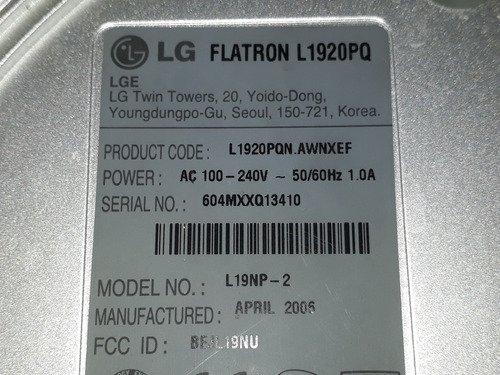 LG FLATRON L1920PQ
LGE
LG Twin Towers, 20, Yoido-Dong,
Youngdungpo-Gu, Seoul, 150-721, Korea.
PRODUCT CODE : L1920PQN.AWNXEF
POWER : AC 100-240V ~ 50/60Hz 1.0A
SERIAL NO. : 604MXXQ13410
MODEL NO. : L19NP-2
MANUFACTURED : APRIL 2006
FCC ID : BEJL19NU